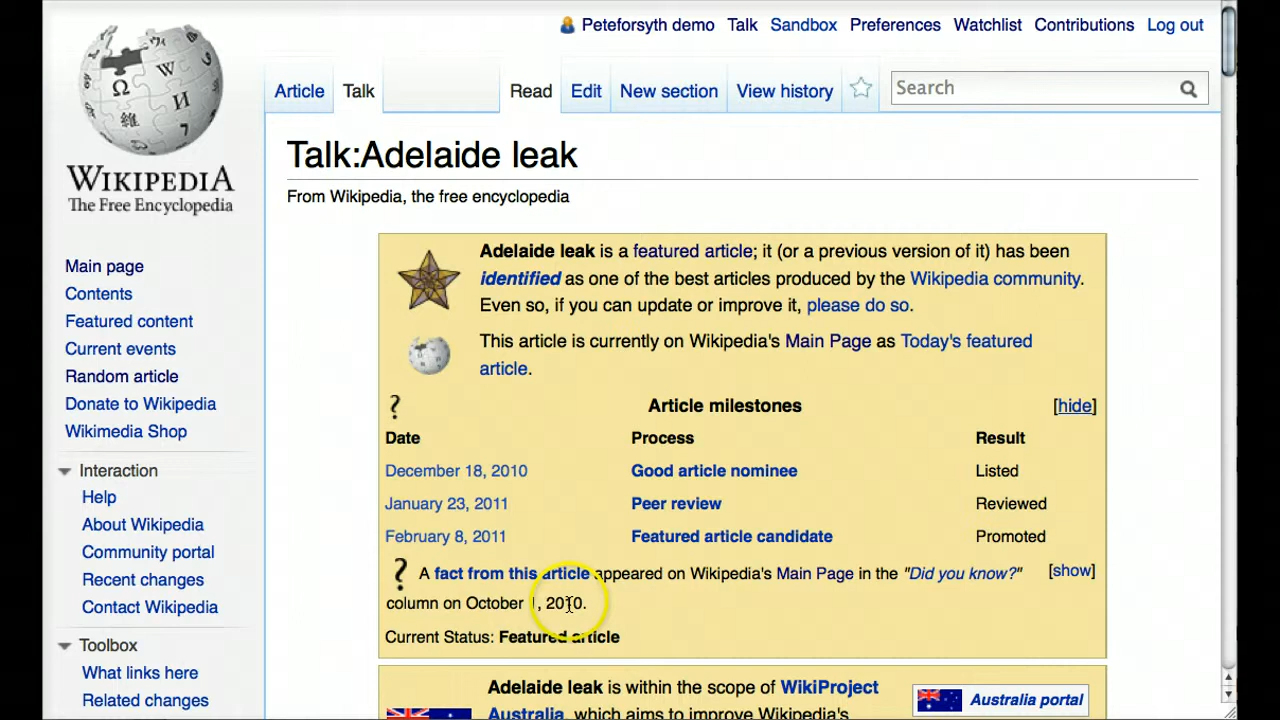 Peteforsyth demo Talk Sandbox Preferences Watchlist Contributions Log out
Article Talk Read Edit New section View history Search
WIKIPEDIA
The Free Encyclopedia
Main page
Contents
Featured content
Current events
Random article
Donate to Wikipedia
Wikimedia Shop
Interaction
Help
About Wikipedia
Community portal
Recent changes
Contact Wikipedia
Toolbox
What links here
Related changes
Talk:Adelaide leak
From Wikipedia, the free encyclopedia
Adelaide leak is a featured article; it (or a previous version of it) has been
identified as one of the best articles produced by the Wikipedia community.
Even so, if you can update or improve it, please do so.
This article is currently on Wikipedia's Main Page as Today's featured
article.
? Article milestones [hide]
Date Process Result
December 18, 2010 Good article nominee Listed
January 23, 2011 Peer review Reviewed
February 8, 2011 Featured article candidate Promoted
? A fact from this article appeared on Wikipedia's Main Page in the "Did you know?" [show]
column on October 1, 2010.
Current Status: Featured article
Adelaide leak is within the scope of WikiProject
Australia, which aims to improve Wikipedia's
Australia portal